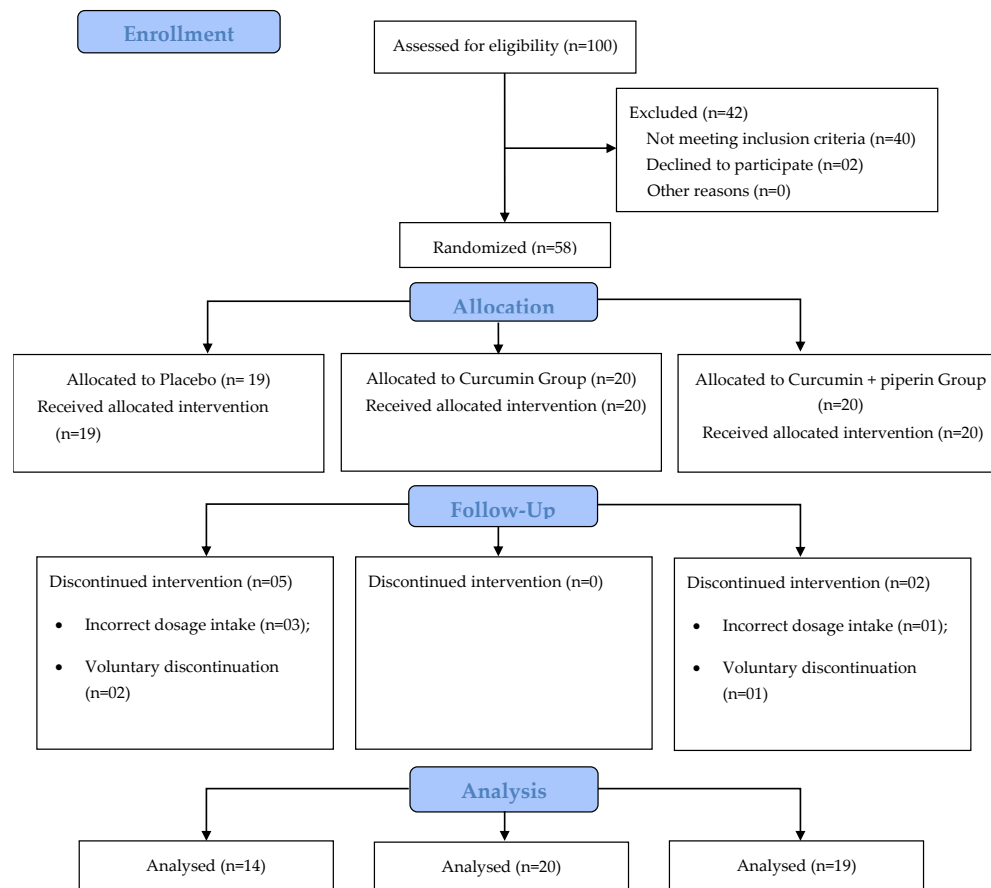 Enrollment
Assessed for eligibility (n=100)
Excluded (n=42)
Not meeting inclusion criteria (n=40)
Declined to participate (n=02)
Other reasons (n=0)
Randomized (n=58)
Allocation
Allocated to Placebo (n= 19)
Received allocated intervention
(n=19)
Allocated to Curcumin Group (n=20)
Received allocated intervention (n=20)
Allocated to Curcumin + piperin Group
(n=20)
Received allocated intervention (n=20)
Follow-Up
Discontinued intervention (n=05)
• Incorrect dosage intake (n=03);
• Voluntary discontinuation
(n=02)
Discontinued intervention (n=0)
Discontinued intervention (n=02)
• Incorrect dosage intake (n=01);
• Voluntary discontinuation
(n=01)
Analysis
Analysed (n=14)
Analysed (n=20)
Analysed (n=19)